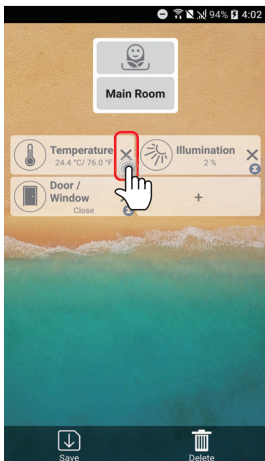 94% 4:02
Main Room
Temperature
24.4 °C/ 76.0 °F
Illumination
2 %
Door /
Window
Close
+
Save
Delete